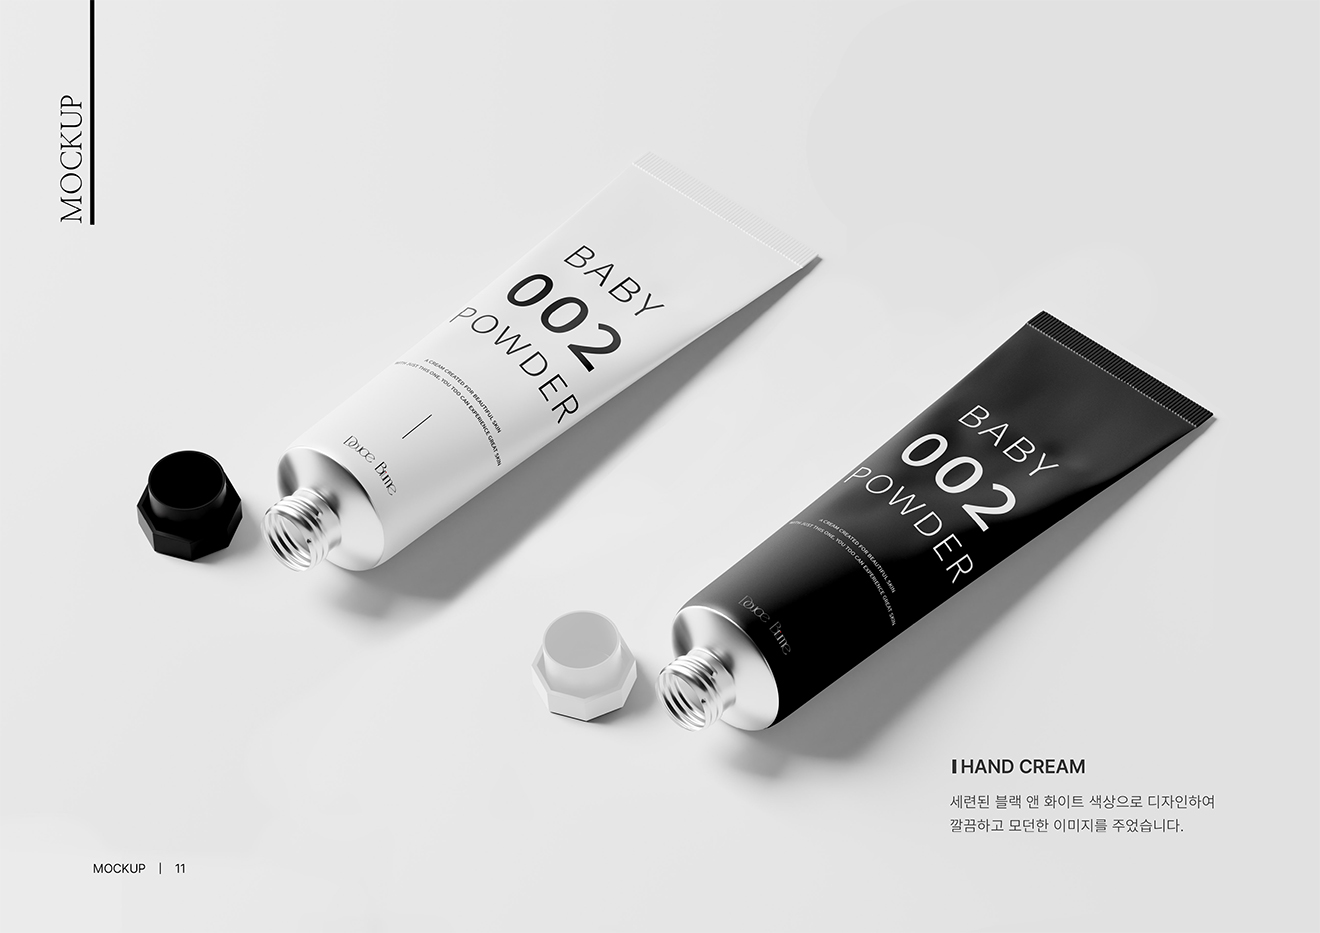 MOCKUP
BABY
002
POWDER
A CREAM CREATED FOR BEAUTIFUL SKIN
WITH JUST THIS ONE, YOU TOO CAN EXPERIENCE GREAT SKIN
BABY
002
POWDER
A CREAM CREATED FOR BEAUTIFUL SKIN
WITH JUST THIS ONE, YOU TOO CAN EXPERIENCE GREAT SKIN
HAND CREAM
세련된 블랙 앤 화이트 색상으로 디자인하여
깔끔하고 모던한 이미지를 주었습니다.
MOCKUP | 11